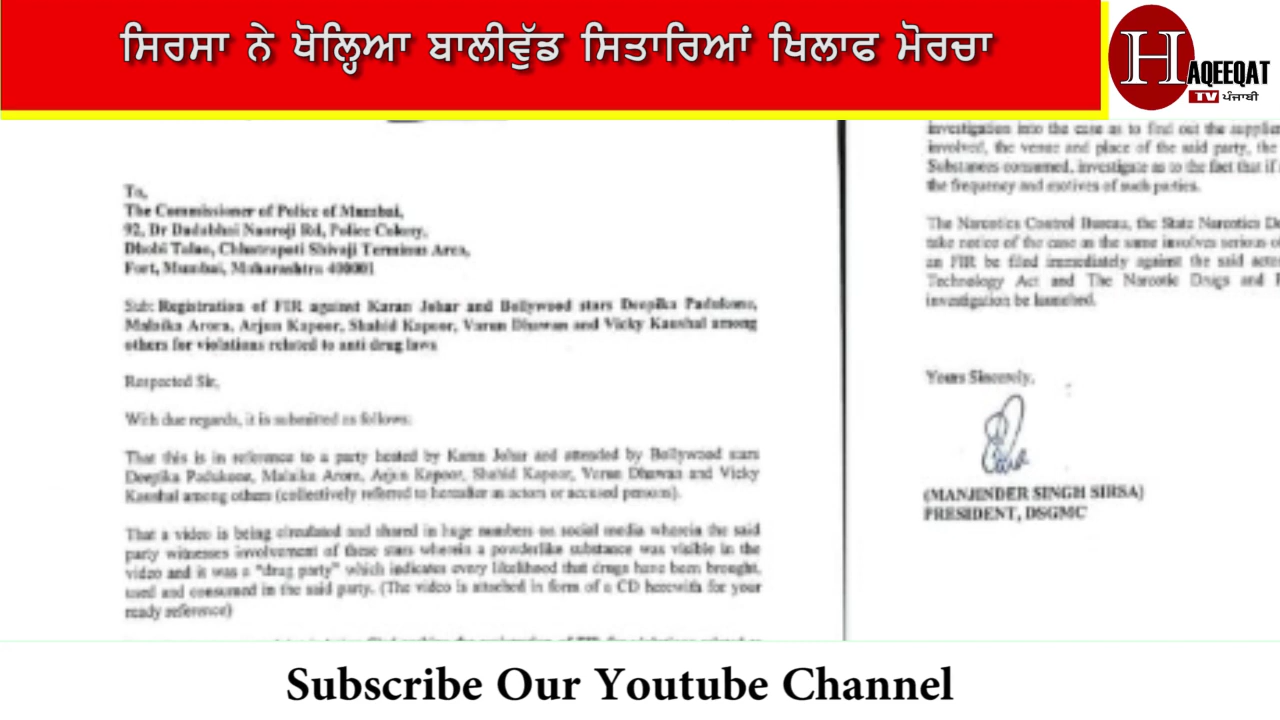 ਸਿਰਸਾ ਨੇ ਖੋਲ੍ਹਿਆ ਬਾਲੀਵੁੱਡ ਸਿਤਾਰਿਆਂ ਖਿਲਾਫ ਮੋਰਚਾ
HAQEEQAT
TV ਪੰਜਾਬੀ
To,
The Commissioner of Police of Mumbai,
92, Dr Dadabhai Naoroji Rd, Police Colony,
Dhobi Talao, Chhatrapati Shivaji Terminus Area,
Fort, Mumbai, Maharashtra 400001
Sub: Registration of FIR against Karan Johar and Bollywood stars Deepika Padukone,
Malaika Arora, Arjun Kapoor, Shahid Kapoor, Varun Dhawan and Vicky Kaushal among
others for violations related to anti drug laws
Respected Sir,
With due regards, it is submitted as follows:
That this is in reference to a party hosted by Karan Johar and attended by Bollywood stars
Deepika Padukone, Malaika Arora, Arjun Kapoor, Shahid Kapoor, Varun Dhawan and Vicky
Kaushal among others (collectively referred to hereafter as actors or accused persons).
That a video is being circulated and shared in huge numbers on social media wherein the said
party witnesses involvement of these stars wherein a powderlike substance was visible in the
video and it was a "drug party" which indicates every likelihood that drugs have been brought,
used and consumed in the said party. (The video is attached in form of a CD herewith for your
ready reference)
investigation into the case as to find out the supplier
involved, the venue and place of the said party, the
Substances consumed, investigate as to the fact that if
the frequency and motives of such parties.
The Narcotics Control Bureau, the State Narcotics
take notice of the case as the same involves serious
an FIR be filed immediately against the said
Technology Act and The Narcotic Drugs and
investigation be launched.
Yours Sincerely,
(MANJINDER SINGH SIRSA)
PRESIDENT, DSGMC
Subscribe Our Youtube Channel